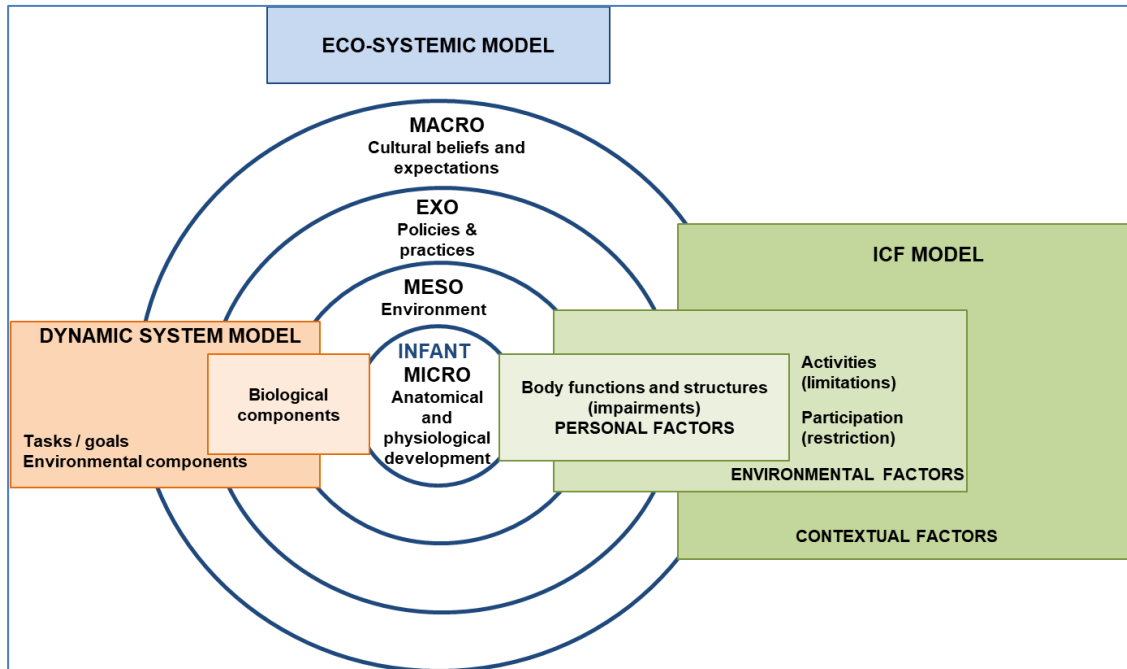 ECO-SYSTEMIC MODEL
MACRO
Cultural beliefs and
expectations
EXO
Policies &
practices
MESO
Environment
INFANT
MICRO
Anatomical
and
physiological
development
DYNAMIC SYSTEM MODEL
Biological
components
Tasks / goals
Environmental components
ICF MODEL
Body functions and structures
(impairments)
PERSONAL FACTORS
Activities
(limitations)
Participation
(restriction)
ENVIRONMENTAL FACTORS
CONTEXTUAL FACTORS